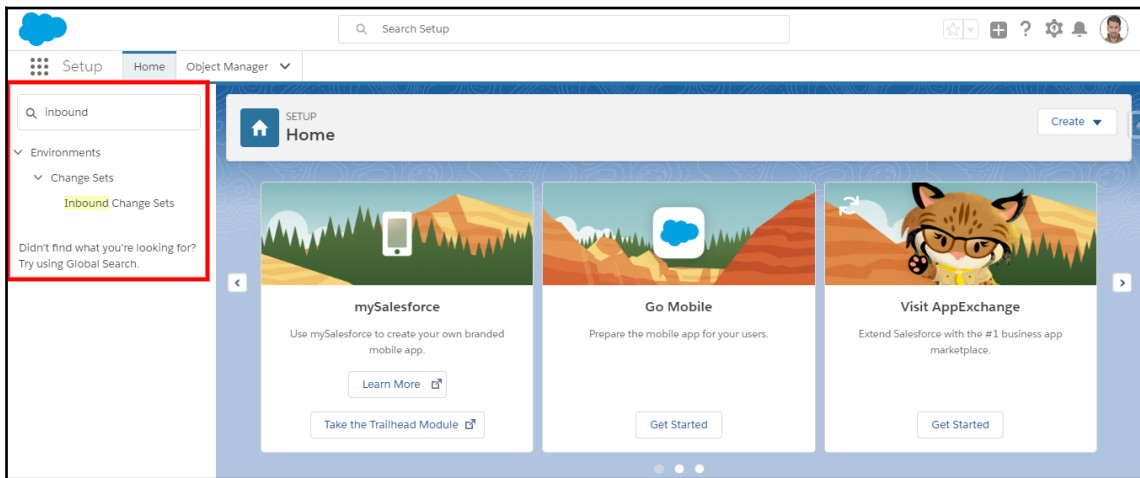 Search Setup
Setup
Home
Object Manager
inbound
Environments
Change Sets
Inbound Change Sets
Didn't find what you're looking for?
Try using Global Search.
SETUP
Home
Create
mySalesforce
Use mySalesforce to create your own branded
mobile app.
Learn More
Take the Trailhead Module
Go Mobile
Prepare the mobile app for your users.
Get Started
Visit AppExchange
Extend Salesforce with the #1 business app
marketplace.
Get Started